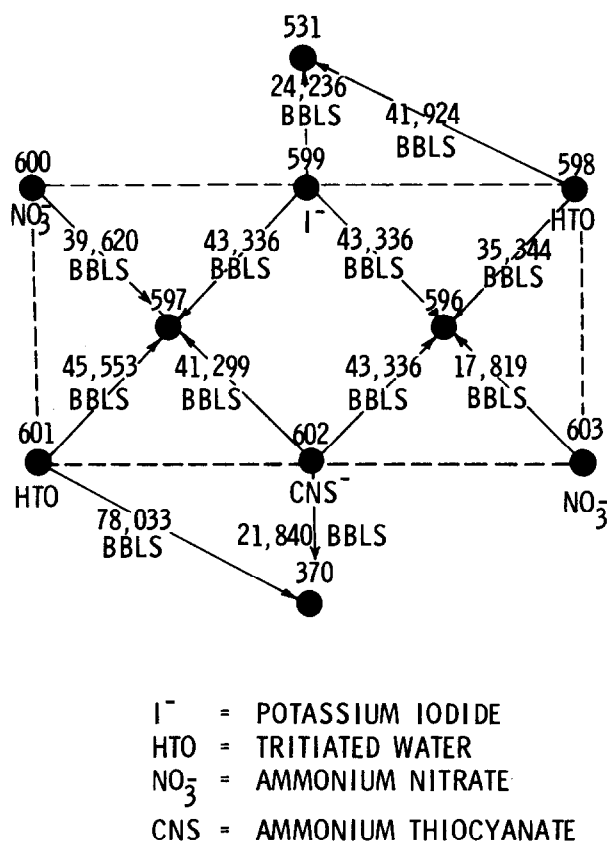 531
24,236
BBLS
41,924
BBLS
600
599
598
NO₃⁻
I⁻
HTO
39,620
BBLS
43,336
BBLS
43,336
BBLS
35,344
BBLS
597
596
45,553
BBLS
41,299
BBLS
43,336
BBLS
17,819
BBLS
601
602
603
HTO
CNS⁻
NO₃⁻
78,033
BBLS
21,840 BBLS
370
I⁻ = POTASSIUM IODIDE
HTO = TRITIATED WATER
NO₃⁻ = AMMONIUM NITRATE
CNS = AMMONIUM THIOCYANATE